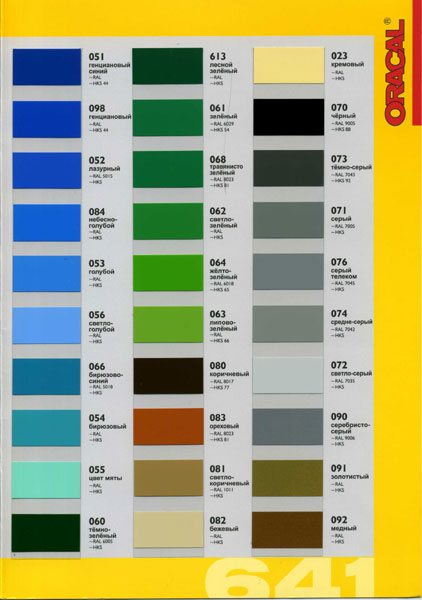 ORACAL®
051
генциановый
синий
~RAL
~HKS 44
098
генциановый
~RAL
~HKS 44
052
лазурный
~RAL 5015
~HKS
084
небесно-
голубой
~RAL
~HKS
053
голубой
~RAL
~HKS
056
светло-
голубой
~RAL
~HKS
066
бирюзово-
синий
~RAL 5018
~HKS
054
бирюзовый
~RAL
~HKS
055
цвет мяты
~RAL
~HKS
060
тёмно-
зелёный
~RAL 6005
~HKS
613
лесной
зелёный
~RAL
~HKS
061
зелёный
~RAL 6029
~HKS 54
068
травянисто
зелёный
~RAL 8023
~HKS 81
062
светло-
зелёный
~RAL
~HKS
064
жёлто-
зелёный
~RAL 6018
~HKS 65
063
липово-
зелёный
~RAL
~HKS 66
080
коричневый
~RAL 8017
~HKS 77
083
ореховый
~RAL 8023
~HKS 81
081
светло-
коричневый
~RAL 1011
~HKS
082
бежевый
~RAL
~HKS
023
кремовый
~RAL
~HKS
070
чёрный
~RAL 9005
~HKS 88
073
тёмно-серый
~RAL 7043
~HKS 92
071
серый
~RAL 7005
~HKS
076
серый
телеком
~RAL 7045
~HKS
074
средне-серый
~RAL 7042
~HKS
072
светло-серый
~RAL 7035
~HKS
090
серебристо-
серый
~RAL 9006
~HKS
091
золотистый
~RAL
~HKS
092
медный
~RAL
~HKS
641